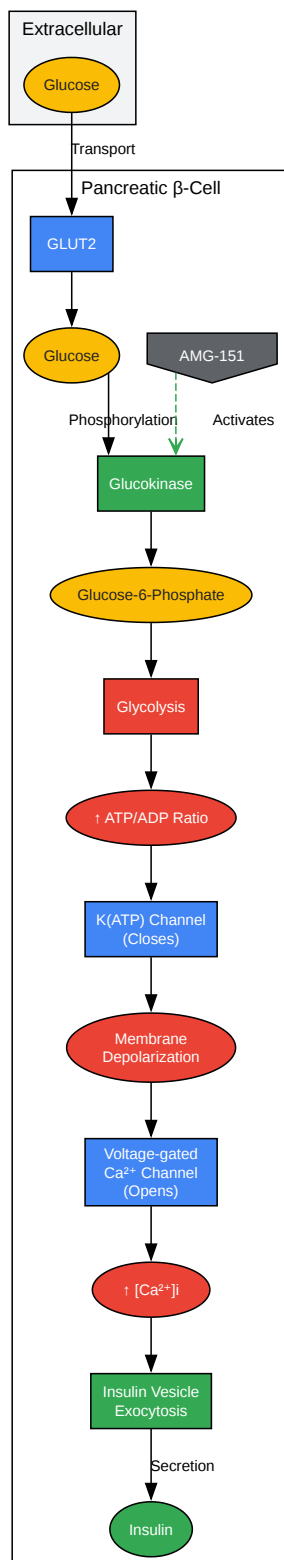 Extracellular
Glucose
Transport
Pancreatic β-Cell
GLUT2
Glucose
AMG-151
Phosphorylation
Activates
Glucokinase
Glucose-6-Phosphate
Glycolysis
↑ ATP/ADP Ratio
K(ATP) Channel
(Closes)
Membrane
Depolarization
Voltage-gated
Ca²⁺ Channel
(Opens)
↑ [Ca²⁺]i
Insulin Vesicle
Exocytosis
Secretion
Insulin